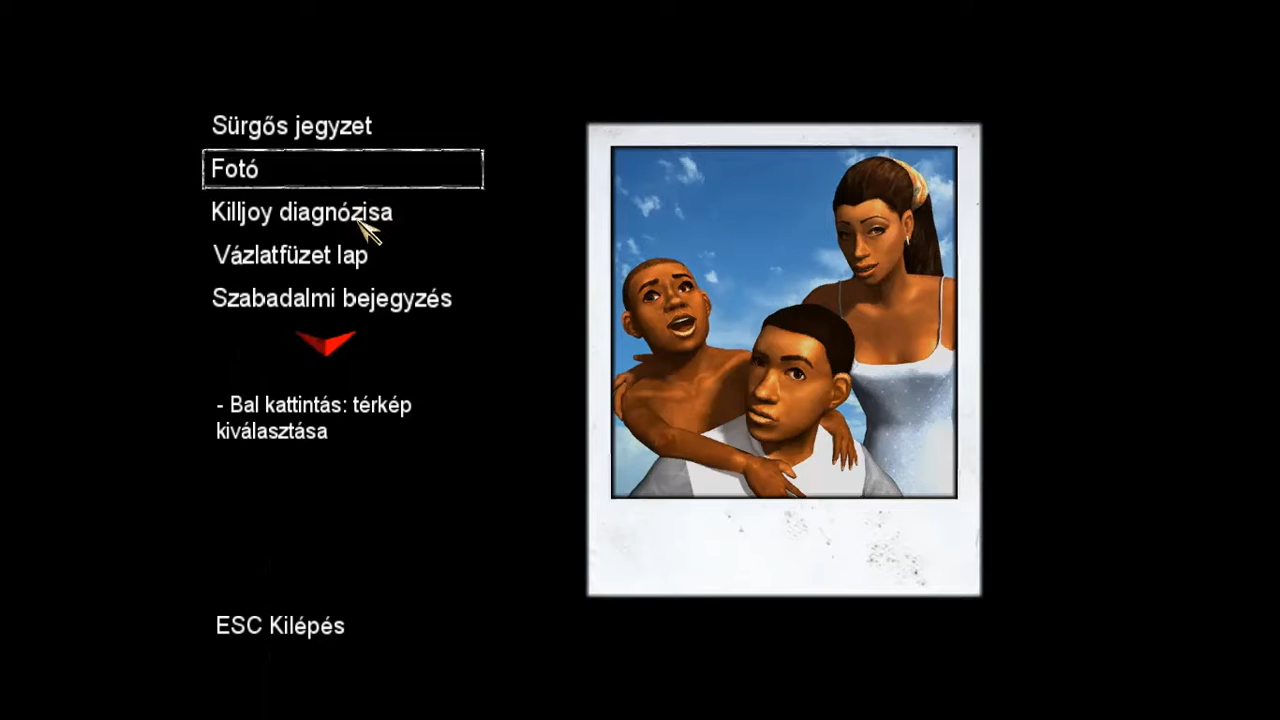 Sürgős jegyzet
Fotó
Killjoy diagnózisa
Vázlatfüzet lap
Szabadalmi bejegyzés
- Bal kattintás: térkép
kiválasztása
ESC Kilépés